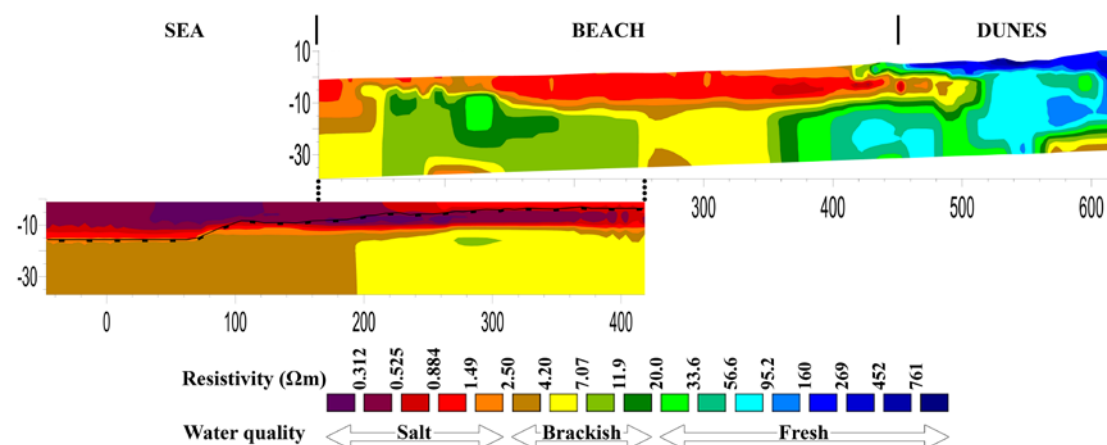 SEA BEACH DUNES
10
-10
-30
300 400 500 600
-10
-30
0 100 200 300 400
Resistivity (Ωm) 0.312 0.525 0.884 1.49 2.50 4.20 7.07 11.9 20.0 33.6 56.6 95.2 160 269 452 761
Water quality Salt Brackish Fresh